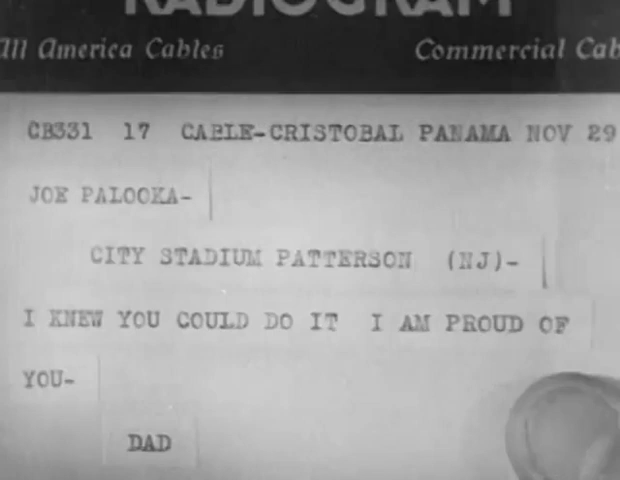 RADIOGRAM
All America Cables Commercial Cab
CB331 17 CABLE-CRISTOBAL PANAMA NOV 29
JOE PALOOKA-
CITY STADIUM PATTERSON (NJ)-
I KNEW YOU COULD DO IT I AM PROUD OF
YOU-
DAD